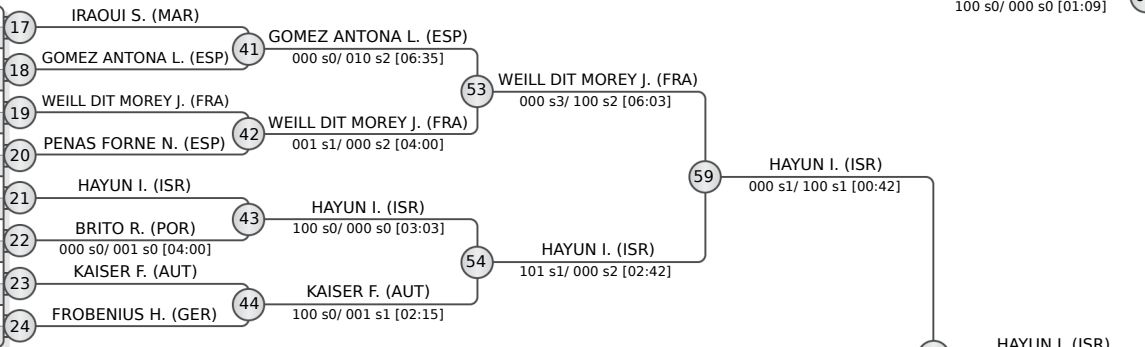 100 s0/ 000 s0 [01:09]
17
IRAOUI S. (MAR)
18
GOMEZ ANTONA L. (ESP)
41
GOMEZ ANTONA L. (ESP)
000 s0/ 010 s2 [06:35]
19
WEILL DIT MOREY J. (FRA)
20
PENAS FORNE N. (ESP)
42
WEILL DIT MOREY J. (FRA)
001 s1/ 000 s2 [04:00]
53
WEILL DIT MOREY J. (FRA)
000 s3/ 100 s2 [06:03]
21
HAYUN I. (ISR)
22
BRITO R. (POR)
000 s0/ 001 s0 [04:00]
43
HAYUN I. (ISR)
100 s0/ 000 s0 [03:03]
23
KAISER F. (AUT)
24
FROBENIUS H. (GER)
44
KAISER F. (AUT)
100 s0/ 001 s1 [02:15]
54
HAYUN I. (ISR)
101 s1/ 000 s2 [02:42]
59
HAYUN I. (ISR)
000 s1/ 100 s1 [00:42]
HAYUN I. (ISR)